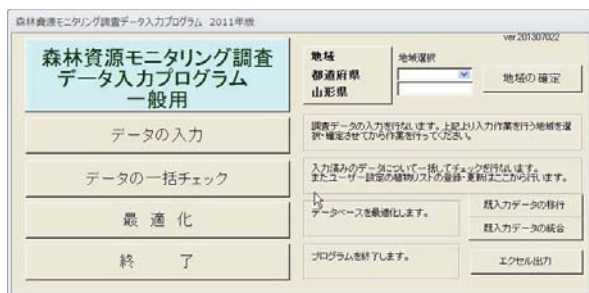 森林資源モニタリング調査データ入力プログラム 2011年版
ver.201307022
森林資源モニタリング調査
データ入力プログラム
一般用
地域
都道府県
山形県
地域選択
地域の確定
データの入力
調査データの入力を行ないます。上記より入力作業を行う地域を選
択・確定させてから作業を行ってください。
データの一括チェック
入力済みのデータについて一括してチェックを行ないます。
またユーザー設定の植物リストの登録・更新はここから行います。
最適化
データベースを最適化します。
既入力データの移行
既入力データの統合
終了
プログラムを終了します。
エクセル出力